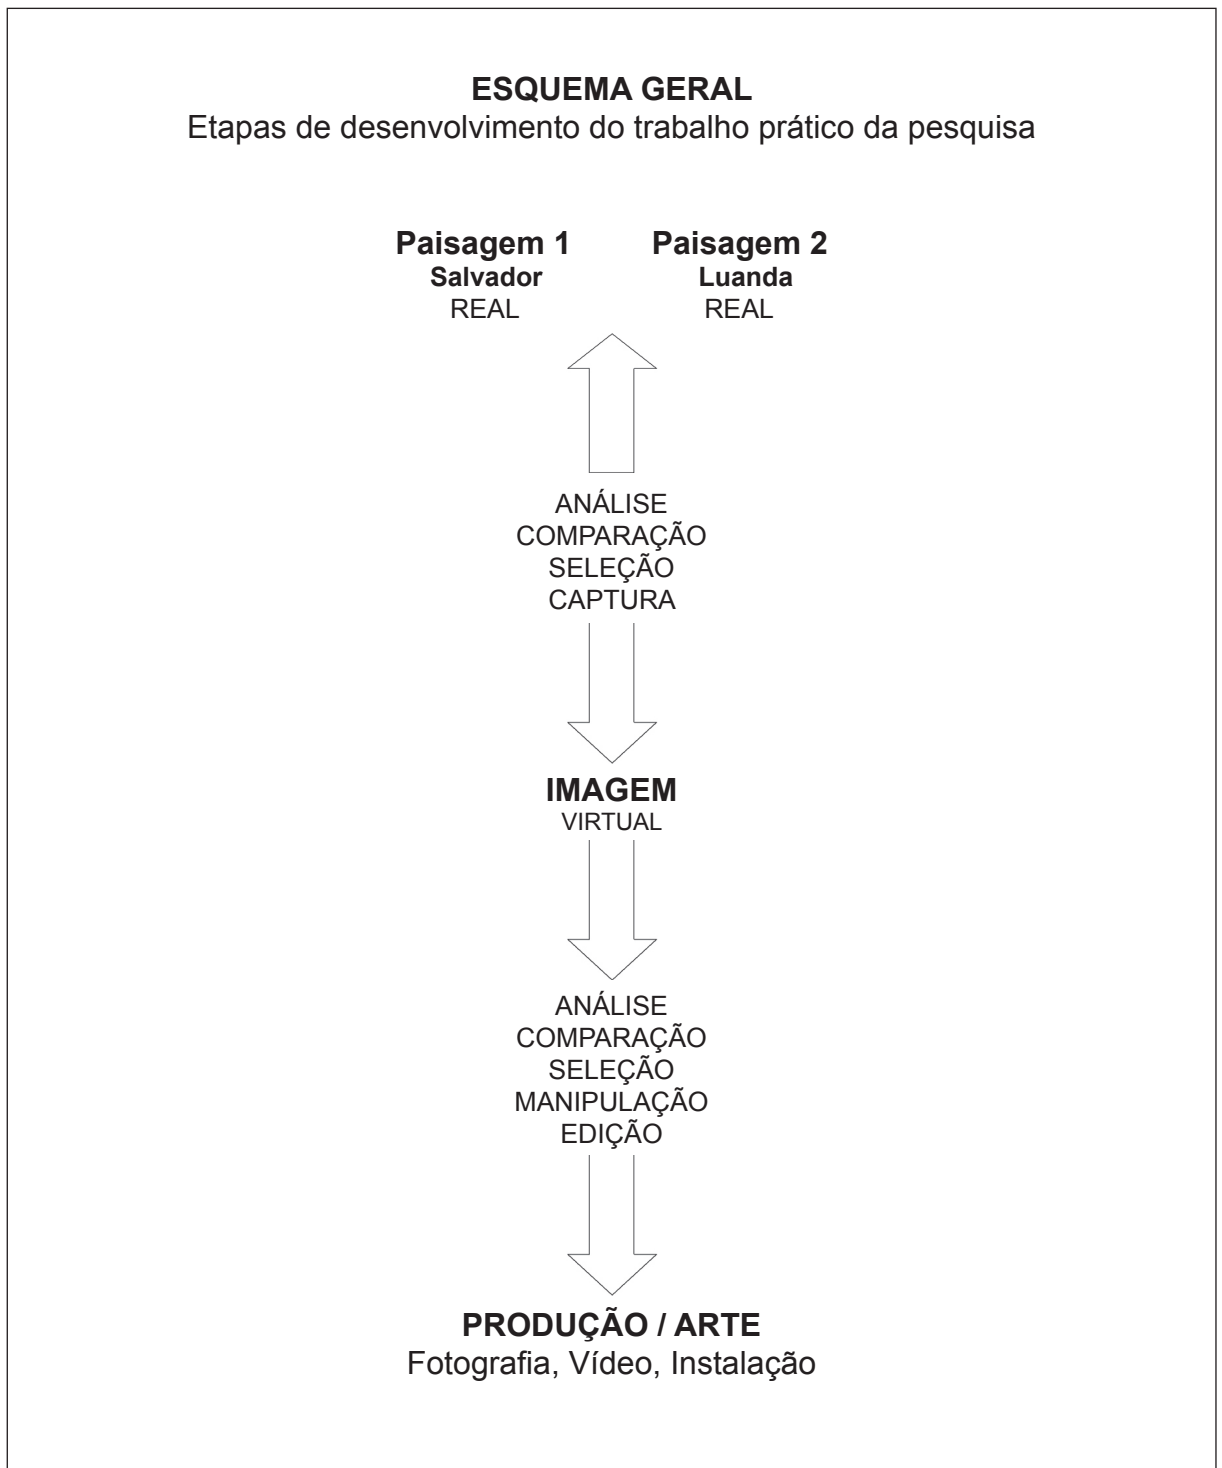 ESQUEMA GERAL
Etapas de desenvolvimento do trabalho prático da pesquisa
Paisagem 1 Paisagem 2
Salvador Luanda
REAL REAL
ANÁLISE
COMPARAÇÃO
SELEÇÃO
CAPTURA
IMAGEM
VIRTUAL
ANÁLISE
COMPARAÇÃO
SELEÇÃO
MANIPULAÇÃO
EDIÇÃO
PRODUÇÃO / ARTE
Fotografia, Vídeo, Instalação